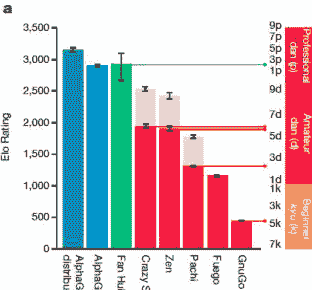 a
3,500
3,000
2,500
2,000
1,500
1,000
500
0
Elo Rating
AlphaG
distribu
AlphaG
Fan Hui
Crazy S
Zen
Pachi
Fuego
GnuGo
9p
7p
5p
3p
1p
9d
7d
5d
3d
1d
1k
3k
5k
7k
Professional
dan (p)
Amateur
dan (d)
Beginner
kyu (k)